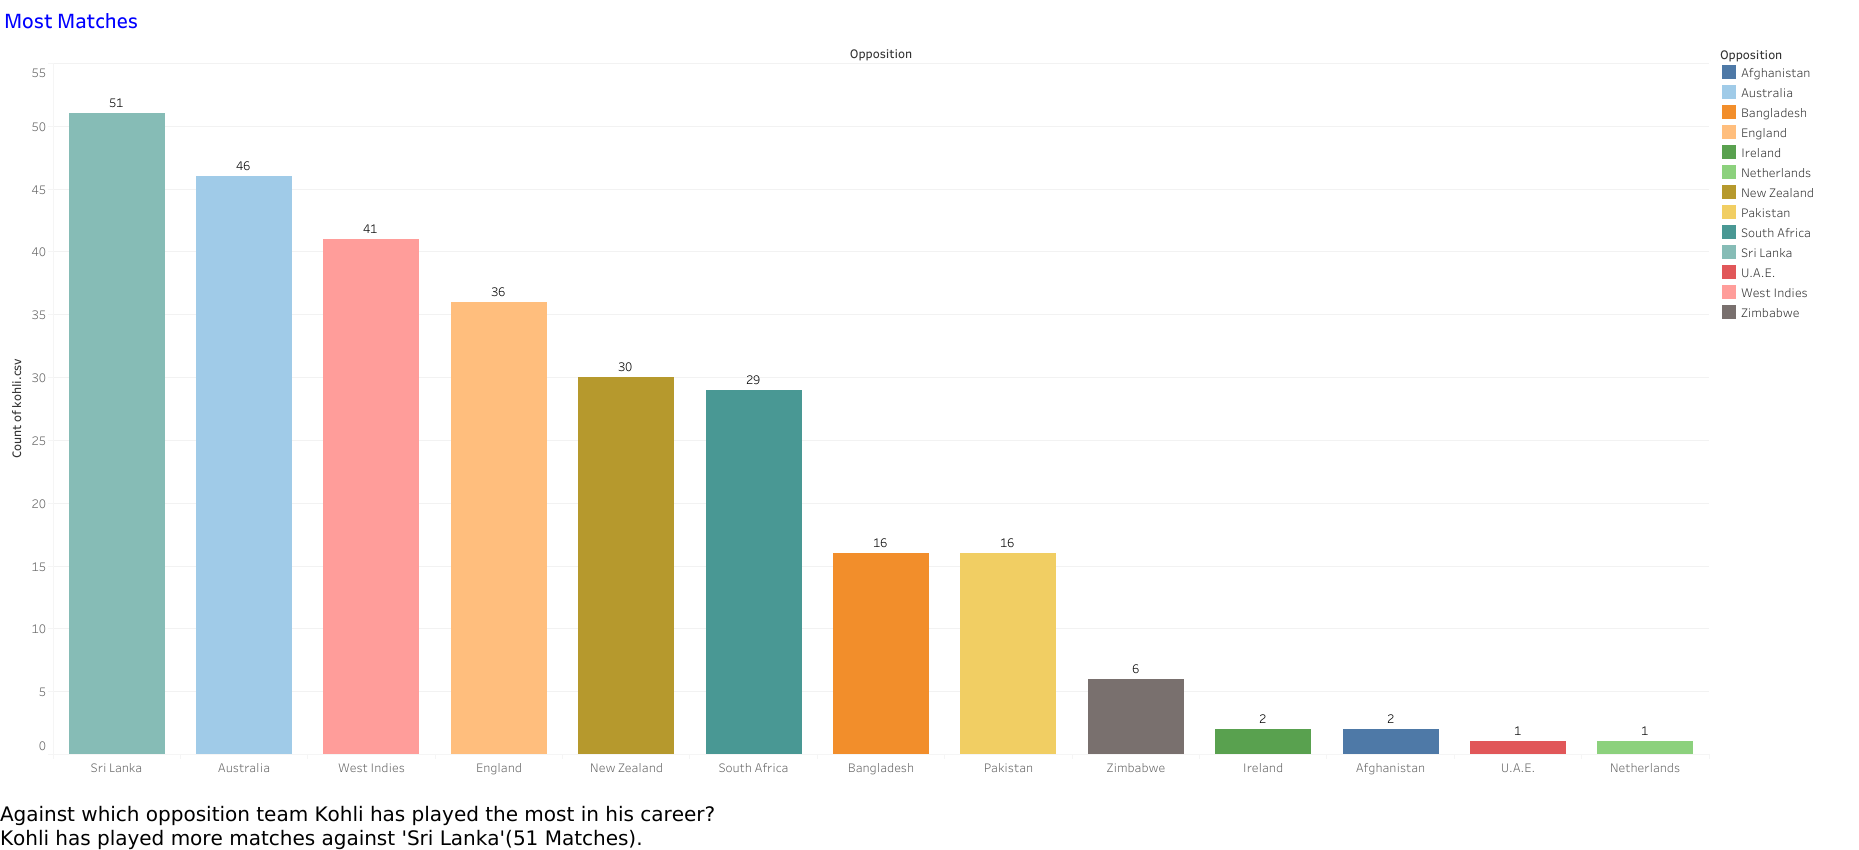 Most Matches
Opposition
Opposition
Afghanistan
Australia
Bangladesh
England
Ireland
Netherlands
New Zealand
Pakistan
South Africa
Sri Lanka
U.A.E.
West Indies
Zimbabwe
Count of kohli.csv
55
50
45
40
35
30
25
20
15
10
5
0
51
46
41
36
30
29
16
16
6
2
2
1
1
Sri Lanka
Australia
West Indies
England
New Zealand
South Africa
Bangladesh
Pakistan
Zimbabwe
Ireland
Afghanistan
U.A.E.
Netherlands
Against which opposition team Kohli has played the most in his career?
Kohli has played more matches against 'Sri Lanka'(51 Matches).